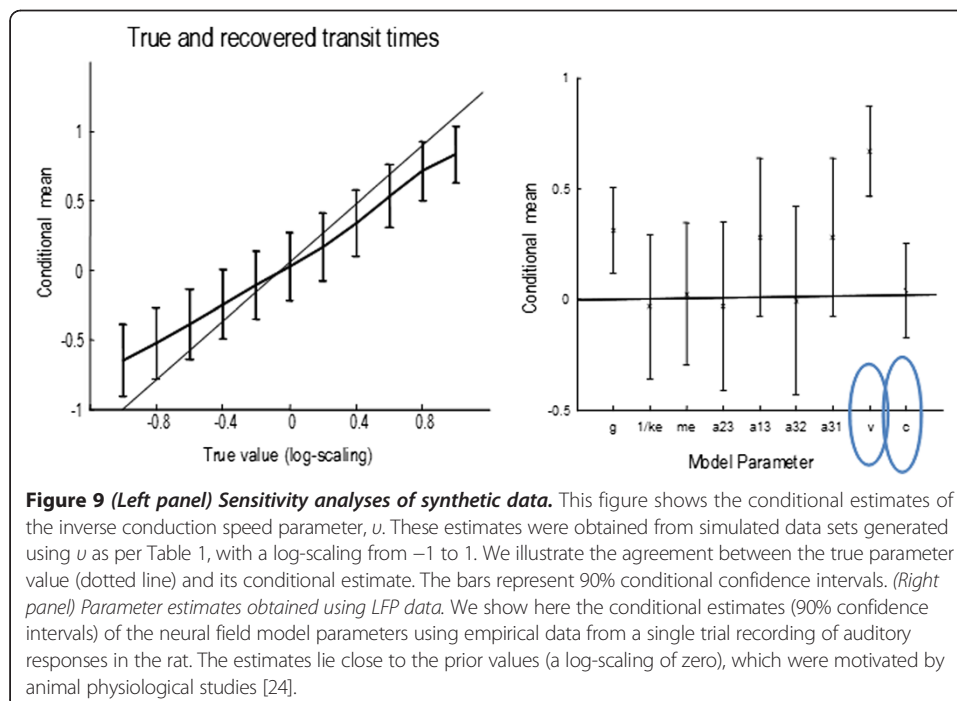 True and recovered transit times
1
0.5
0
-0.5
-1
Conditional mean
-0.8
-0.4
0
0.4
0.8
True value (log-scaling)
1
0.5
0
-0.5
Conditional mean
g
1/ke
me
a23
a13
a32
a31
v
c
Model Parameter
Figure 9 (Left panel) Sensitivity analyses of synthetic data. This figure shows the conditional estimates of
the inverse conduction speed parameter, υ. These estimates were obtained from simulated data sets generated
using υ as per Table 1, with a log-scaling from −1 to 1. We illustrate the agreement between the true parameter
value (dotted line) and its conditional estimate. The bars represent 90% conditional confidence intervals. (Right
panel) Parameter estimates obtained using LFP data. We show here the conditional estimates (90% confidence
intervals) of the neural field model parameters using empirical data from a single trial recording of auditory
responses in the rat. The estimates lie close to the prior values (a log-scaling of zero), which were motivated by
animal physiological studies [24].